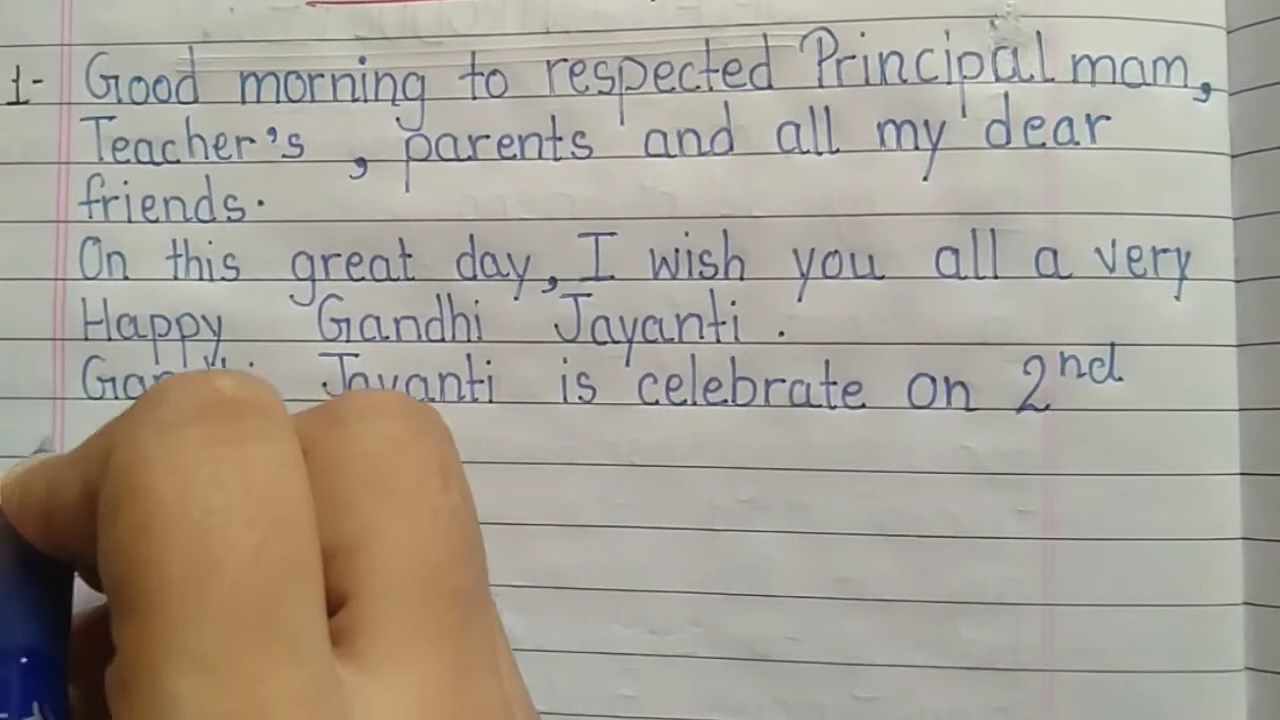 1- Good morning to respected Principal mam,
Teacher's, parents and all my dear
friends.
On this great day, I wish you all a very
Happy Gandhi Jayanti.
Jayanti is celebrate on 2nd